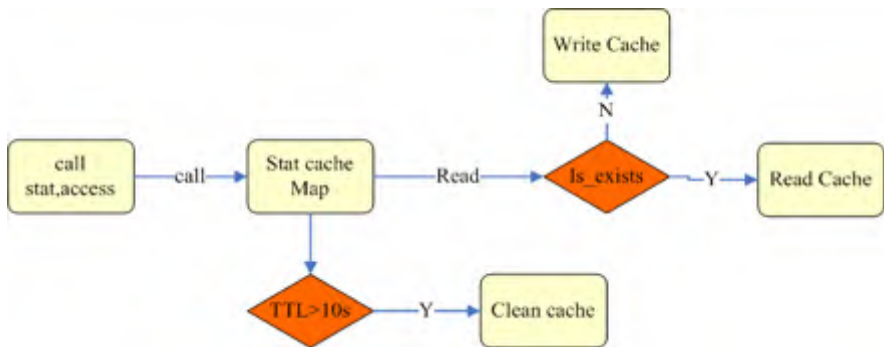 Write Cache
N
call
stat,access
call
Stat cache
Map
Read
Is_exists
Y
Read Cache
TTL>10s
Y
Clean cache